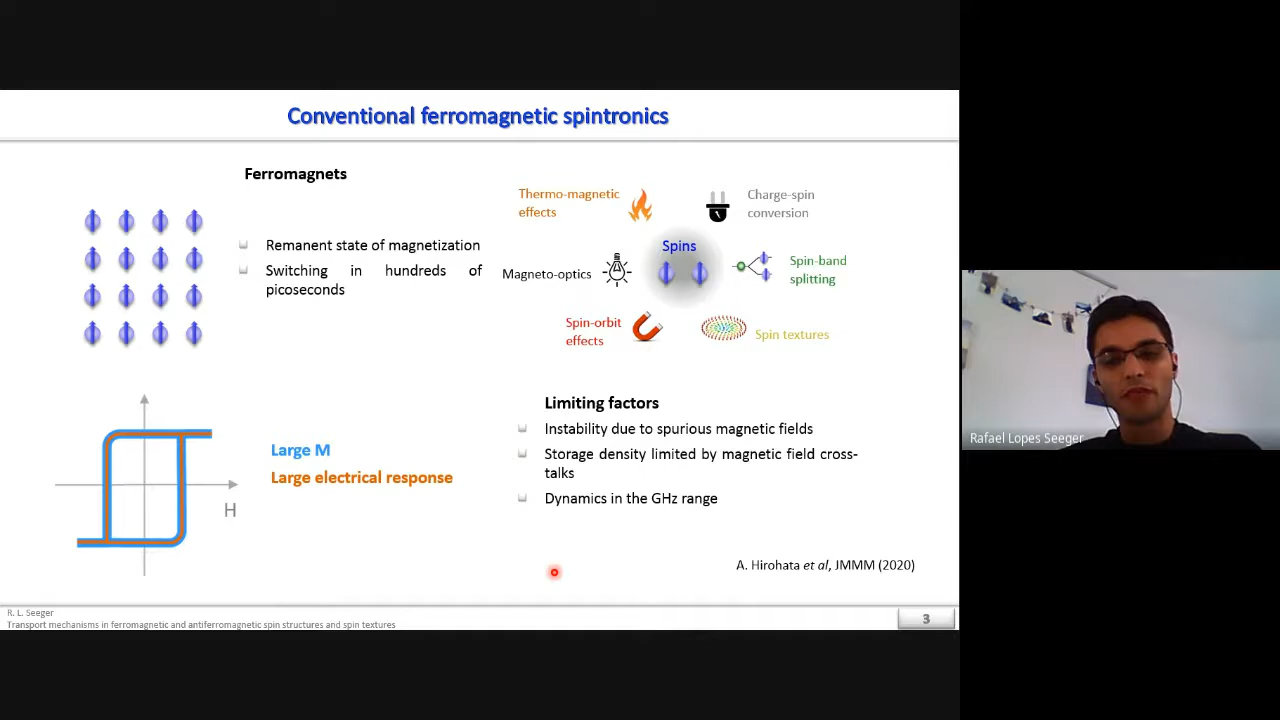 Conventional ferromagnetic spintronics
Ferromagnets
Remanent state of magnetization
Switching in hundreds of
picoseconds
Thermo-magnetic
effects
Charge-spin
conversion
Spins
Magneto-optics
Spin-band
splitting
Spin-orbit
effects
Spin textures
H
Large M
Large electrical response
Limiting factors
Instability due to spurious magnetic fields
Storage density limited by magnetic field cross-
talks
Dynamics in the GHz range
A. Hirohata et al, JMMM (2020)
R. L. Seeger
Transport mechanisms in ferromagnetic and antiferromagnetic spin structures and spin textures
3
Rafael Lopes Seeger